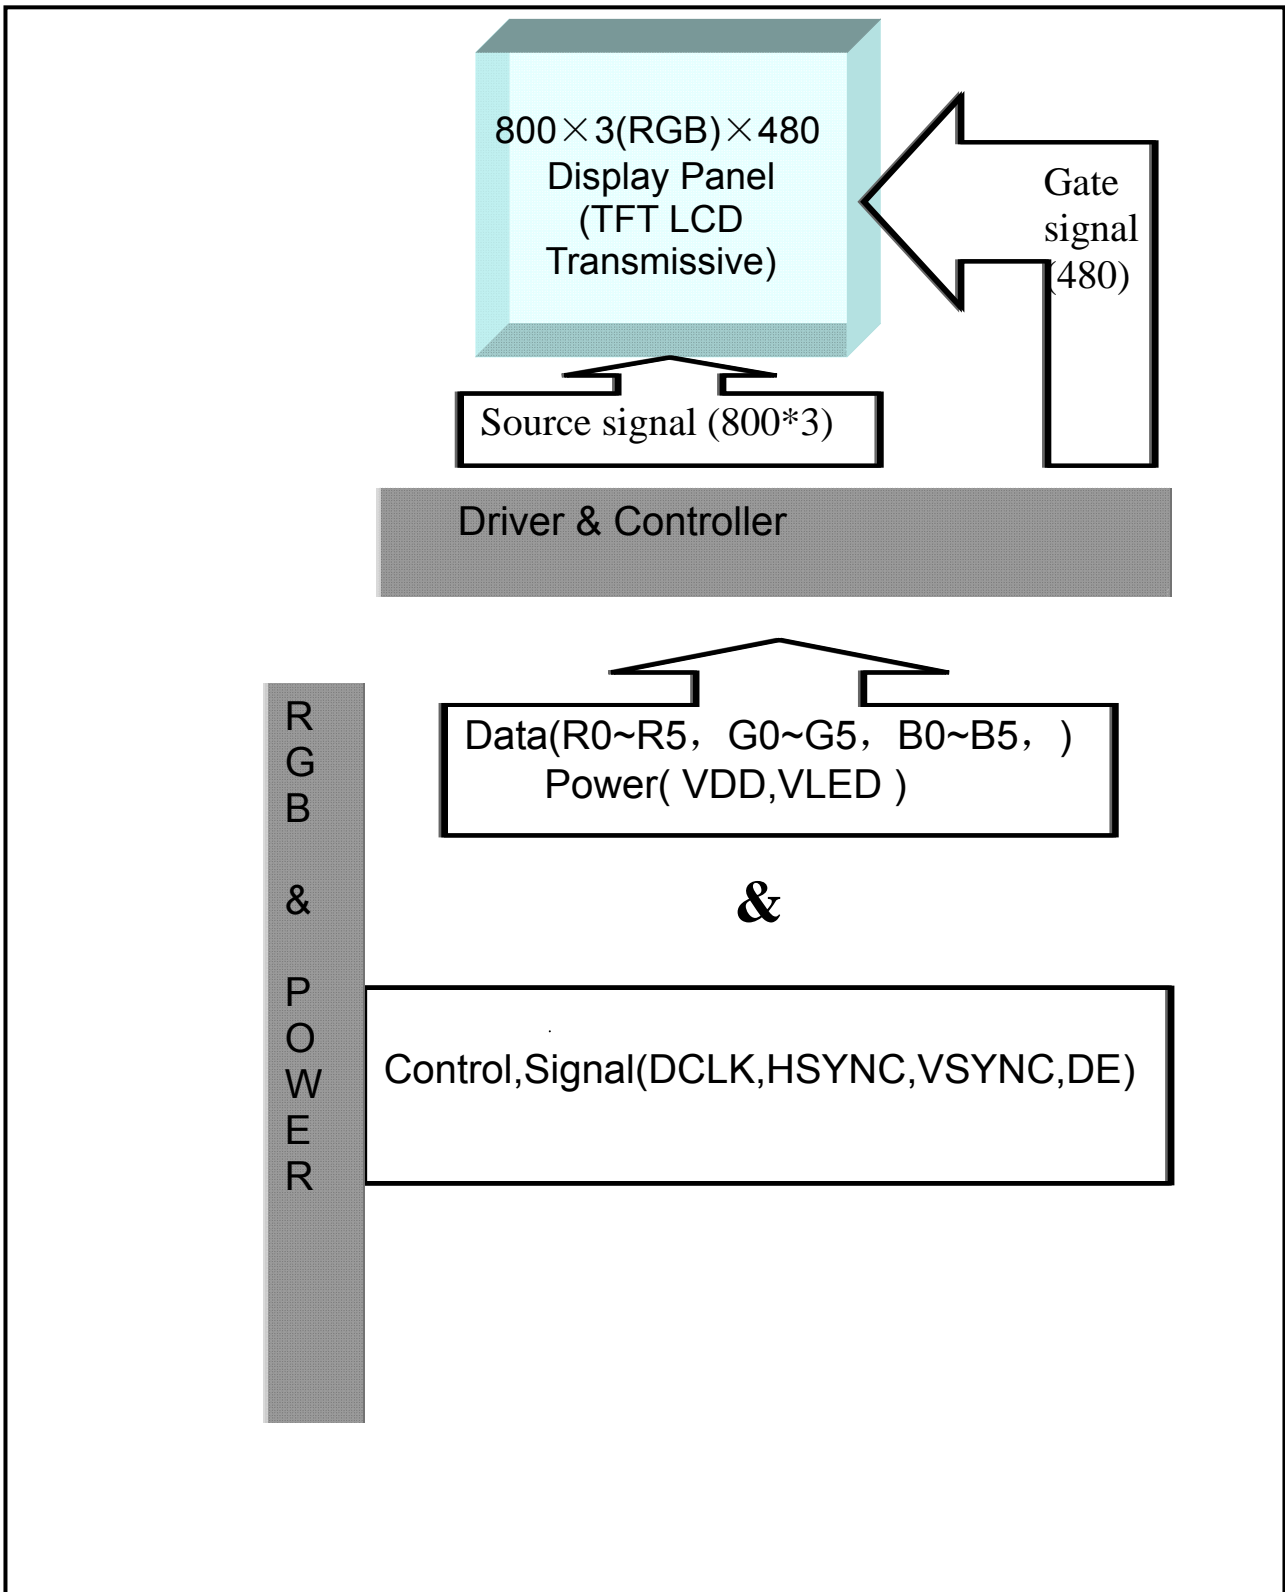 800×3(RGB)×480
Display Panel
(TFT LCD
Transmissive)
Gate
signal
(480)
Source signal (800*3)
Driver & Controller
Data(R0~R5，G0~G5，B0~B5，)
Power( VDD,VLED )
R
G
B
&
P
O
W
E
R
&
Control,Signal(DCLK,HSYNC,VSYNC,DE)